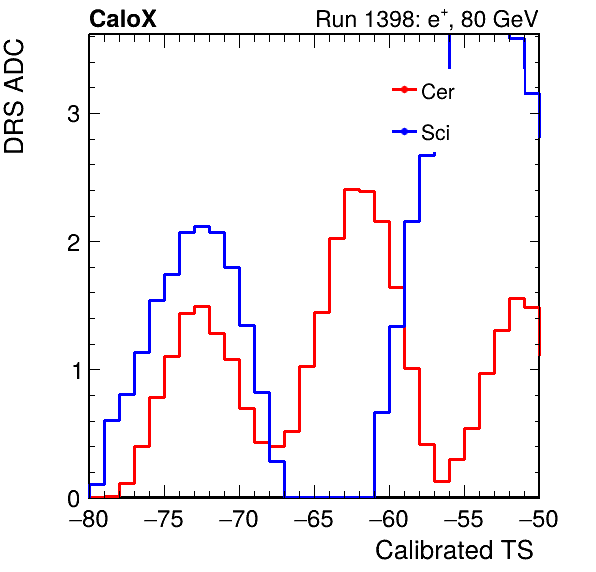 CaloX Run 1398: e⁺, 80 GeV
DRS ADC
Cer
Sci
3
2
1
0
−80 −75 −70 −65 −60 −55 −50
Calibrated TS